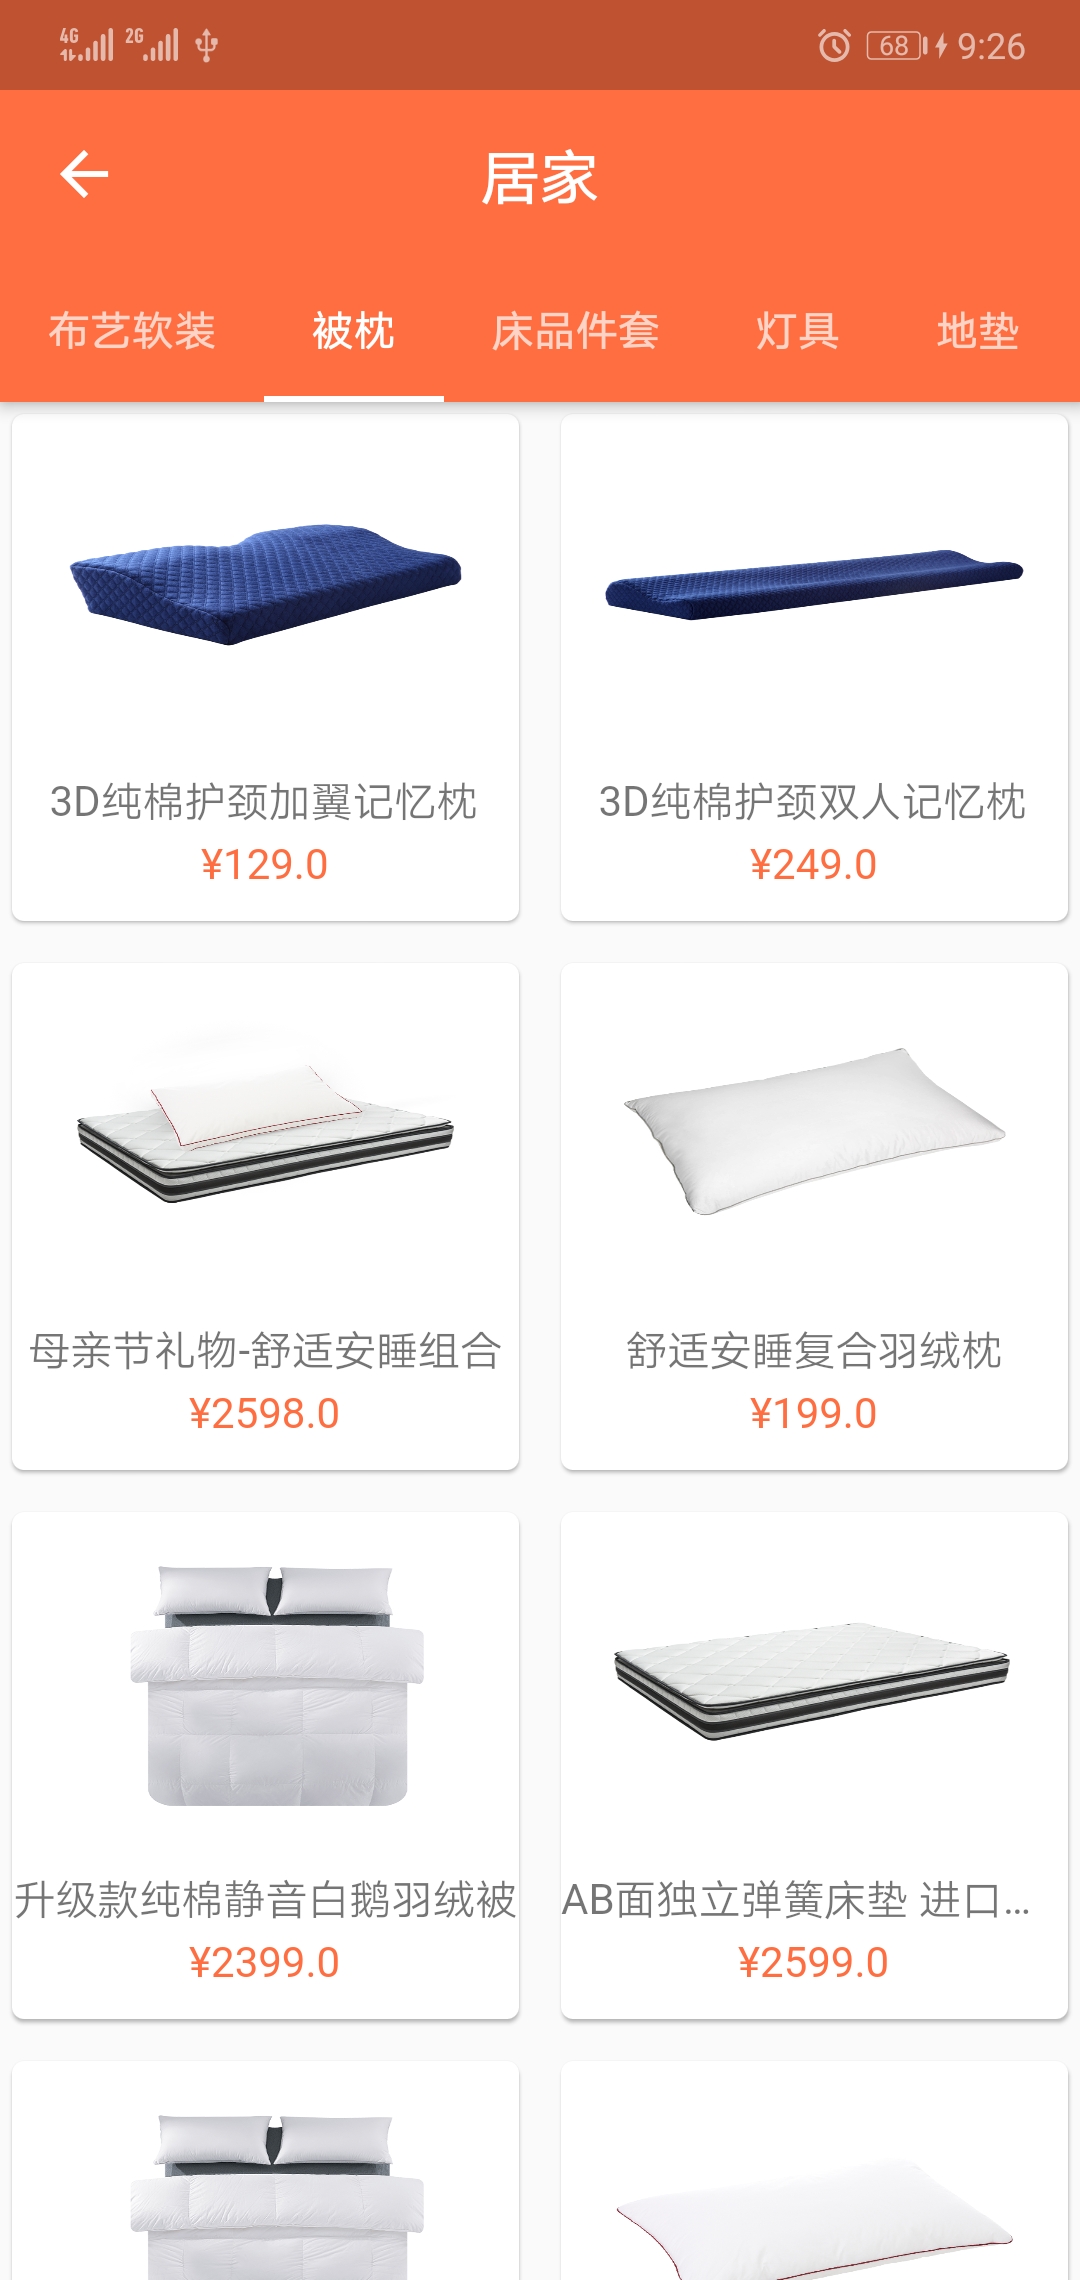 4G 2G 68 9:26
居家
布艺软装 被枕 床品件套 灯具 地垫
3D纯棉护颈加翼记忆枕 3D纯棉护颈双人记忆枕
¥129.0 ¥249.0
母亲节礼物-舒适安睡组合 舒适安睡复合羽绒枕
¥2598.0 ¥199.0
升级款纯棉静音白鹅羽绒被 AB面独立弹簧床垫 进口...
¥2399.0 ¥2599.0